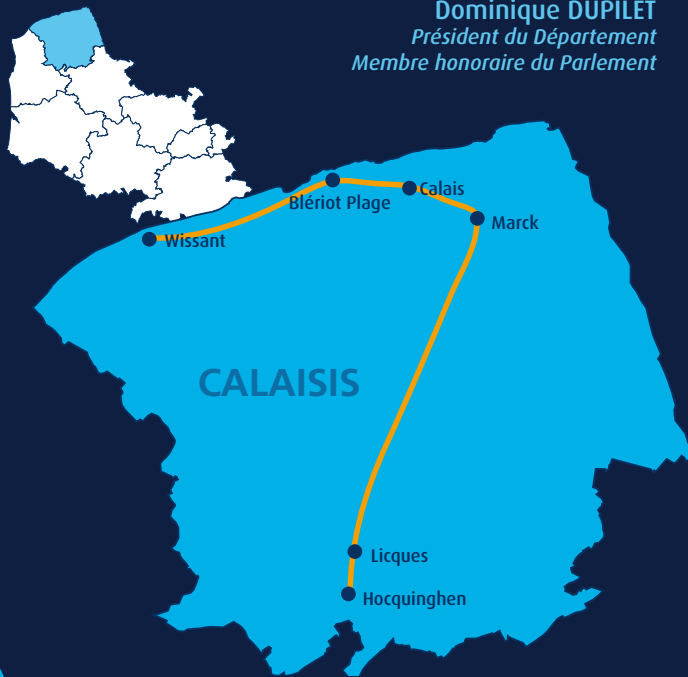 Dominique DUPILET
Président du Département
Membre honoraire du Parlement
Calais
Blériot Plage
Marck
Wissant
CALAISIS
Licques
Hocquinghen